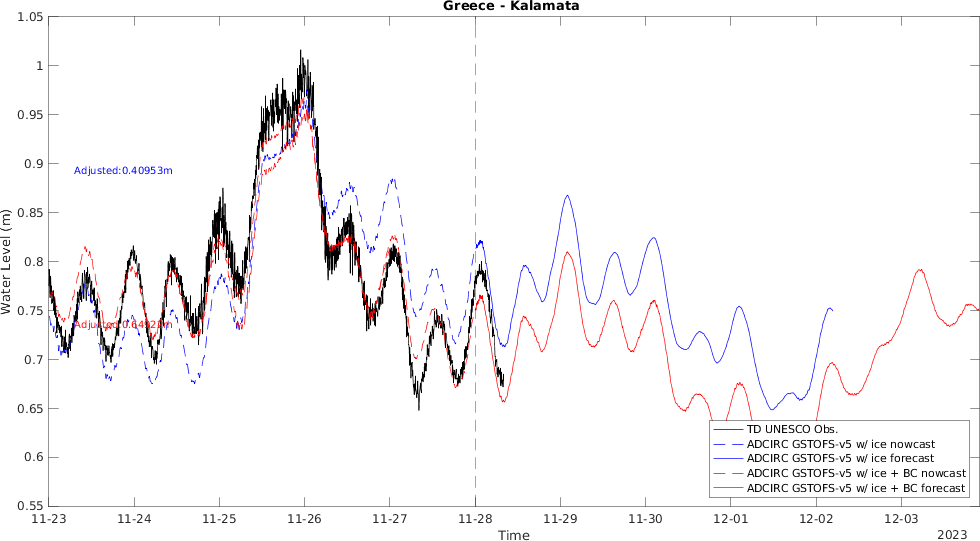 Greece - Kalamata
1.05
1
0.95
0.9
0.85
0.8
0.75
0.7
0.65
0.6
0.55
Water Level (m)
Adjusted:0.40953m
TD UNESCO Obs.
ADCIRC GSTOFS-v5 w/ ice nowcast
ADCIRC GSTOFS-v5 w/ ice forecast
ADCIRC GSTOFS-v5 w/ ice + BC nowcast
ADCIRC GSTOFS-v5 w/ ice + BC forecast
11-23 11-24 11-25 11-26 11-27 11-28 11-29 11-30 12-01 12-02 12-03
Time
2023